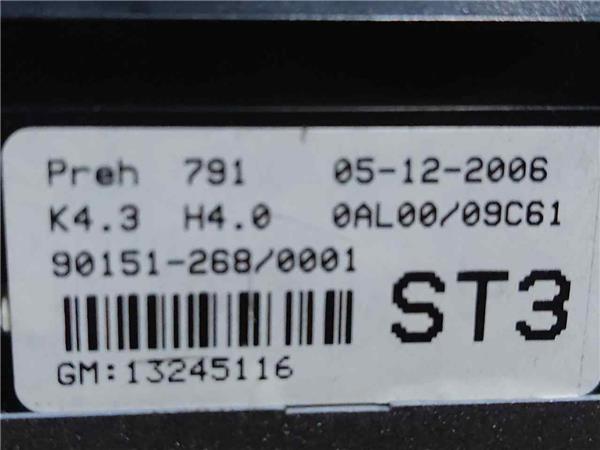 Preh 791 05-12-2006
K4.3 H4.0 0AL00/09C61
90151-268/0001
ST3
GM:13245116